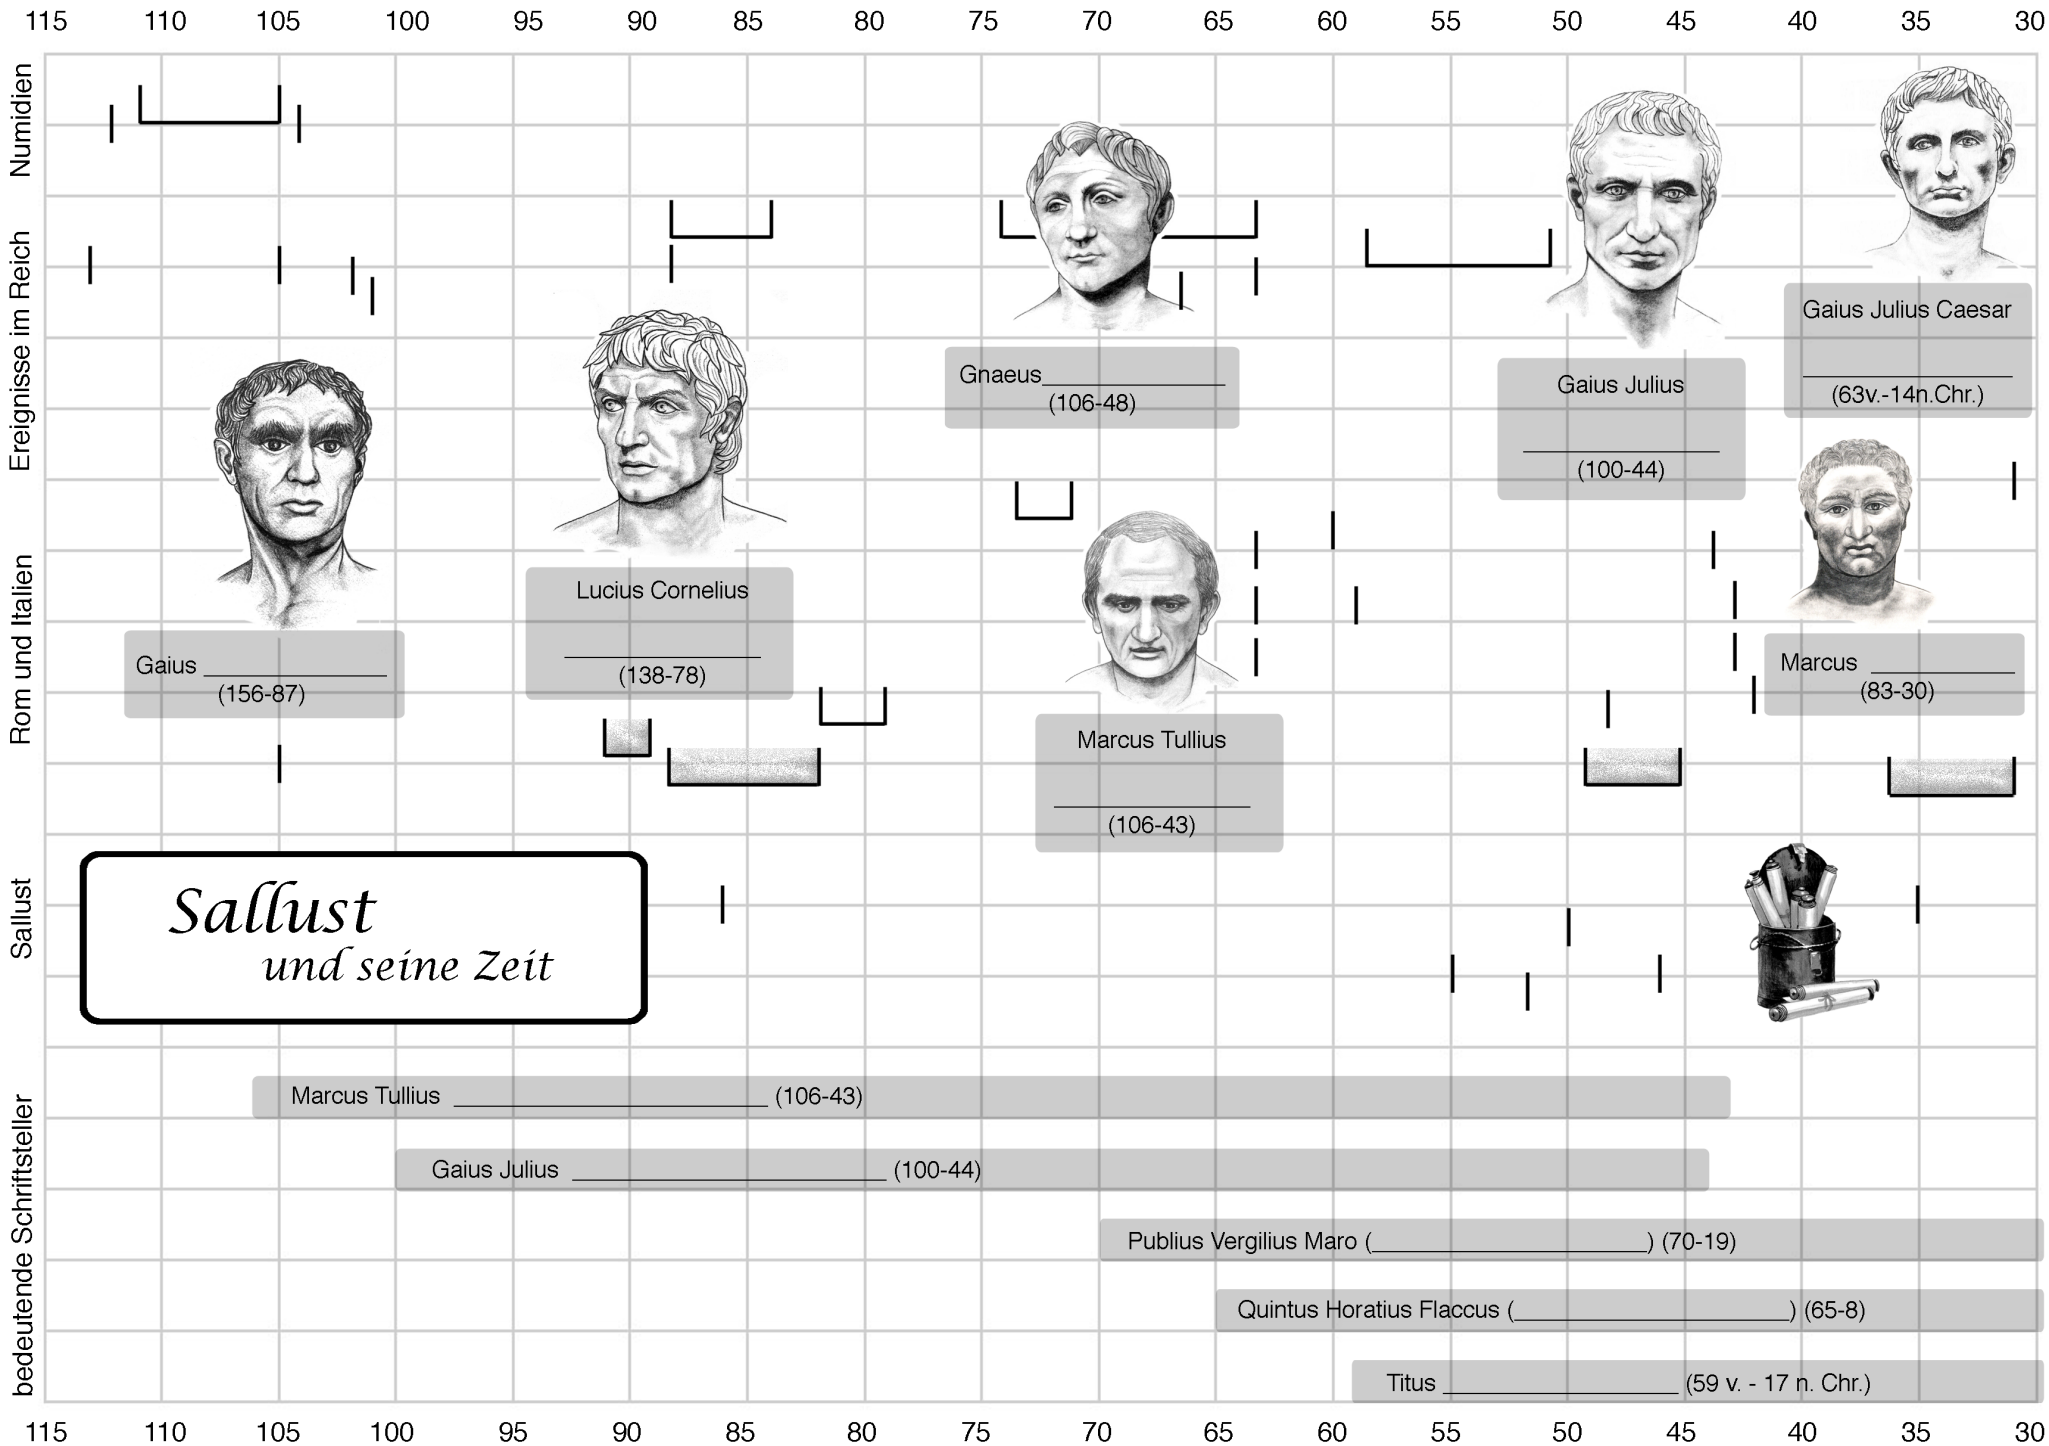 115 110 105 100 95 90 85 80 75 70 65 60 55 50 45 40 35 30
Numidien
Ereignisse im Reich
Rom und Italien
Sallust
bedeutende Schriftsteller
Gaius Julius Caesar
(63v.-14n.Chr.)
Gnaeus
(106-48)
Gaius Julius
(100-44)
Lucius Cornelius
(138-78)
Gaius
(156-87)
Marcus
(83-30)
Marcus Tullius
(106-43)
Sallust
und seine Zeit
Marcus Tullius (106-43)
Gaius Julius (100-44)
Publius Vergilius Maro ( ) (70-19)
Quintus Horatius Flaccus ( ) (65-8)
Titus (59 v. - 17 n. Chr.)
115 110 105 100 95 90 85 80 75 70 65 60 55 50 45 40 35 30